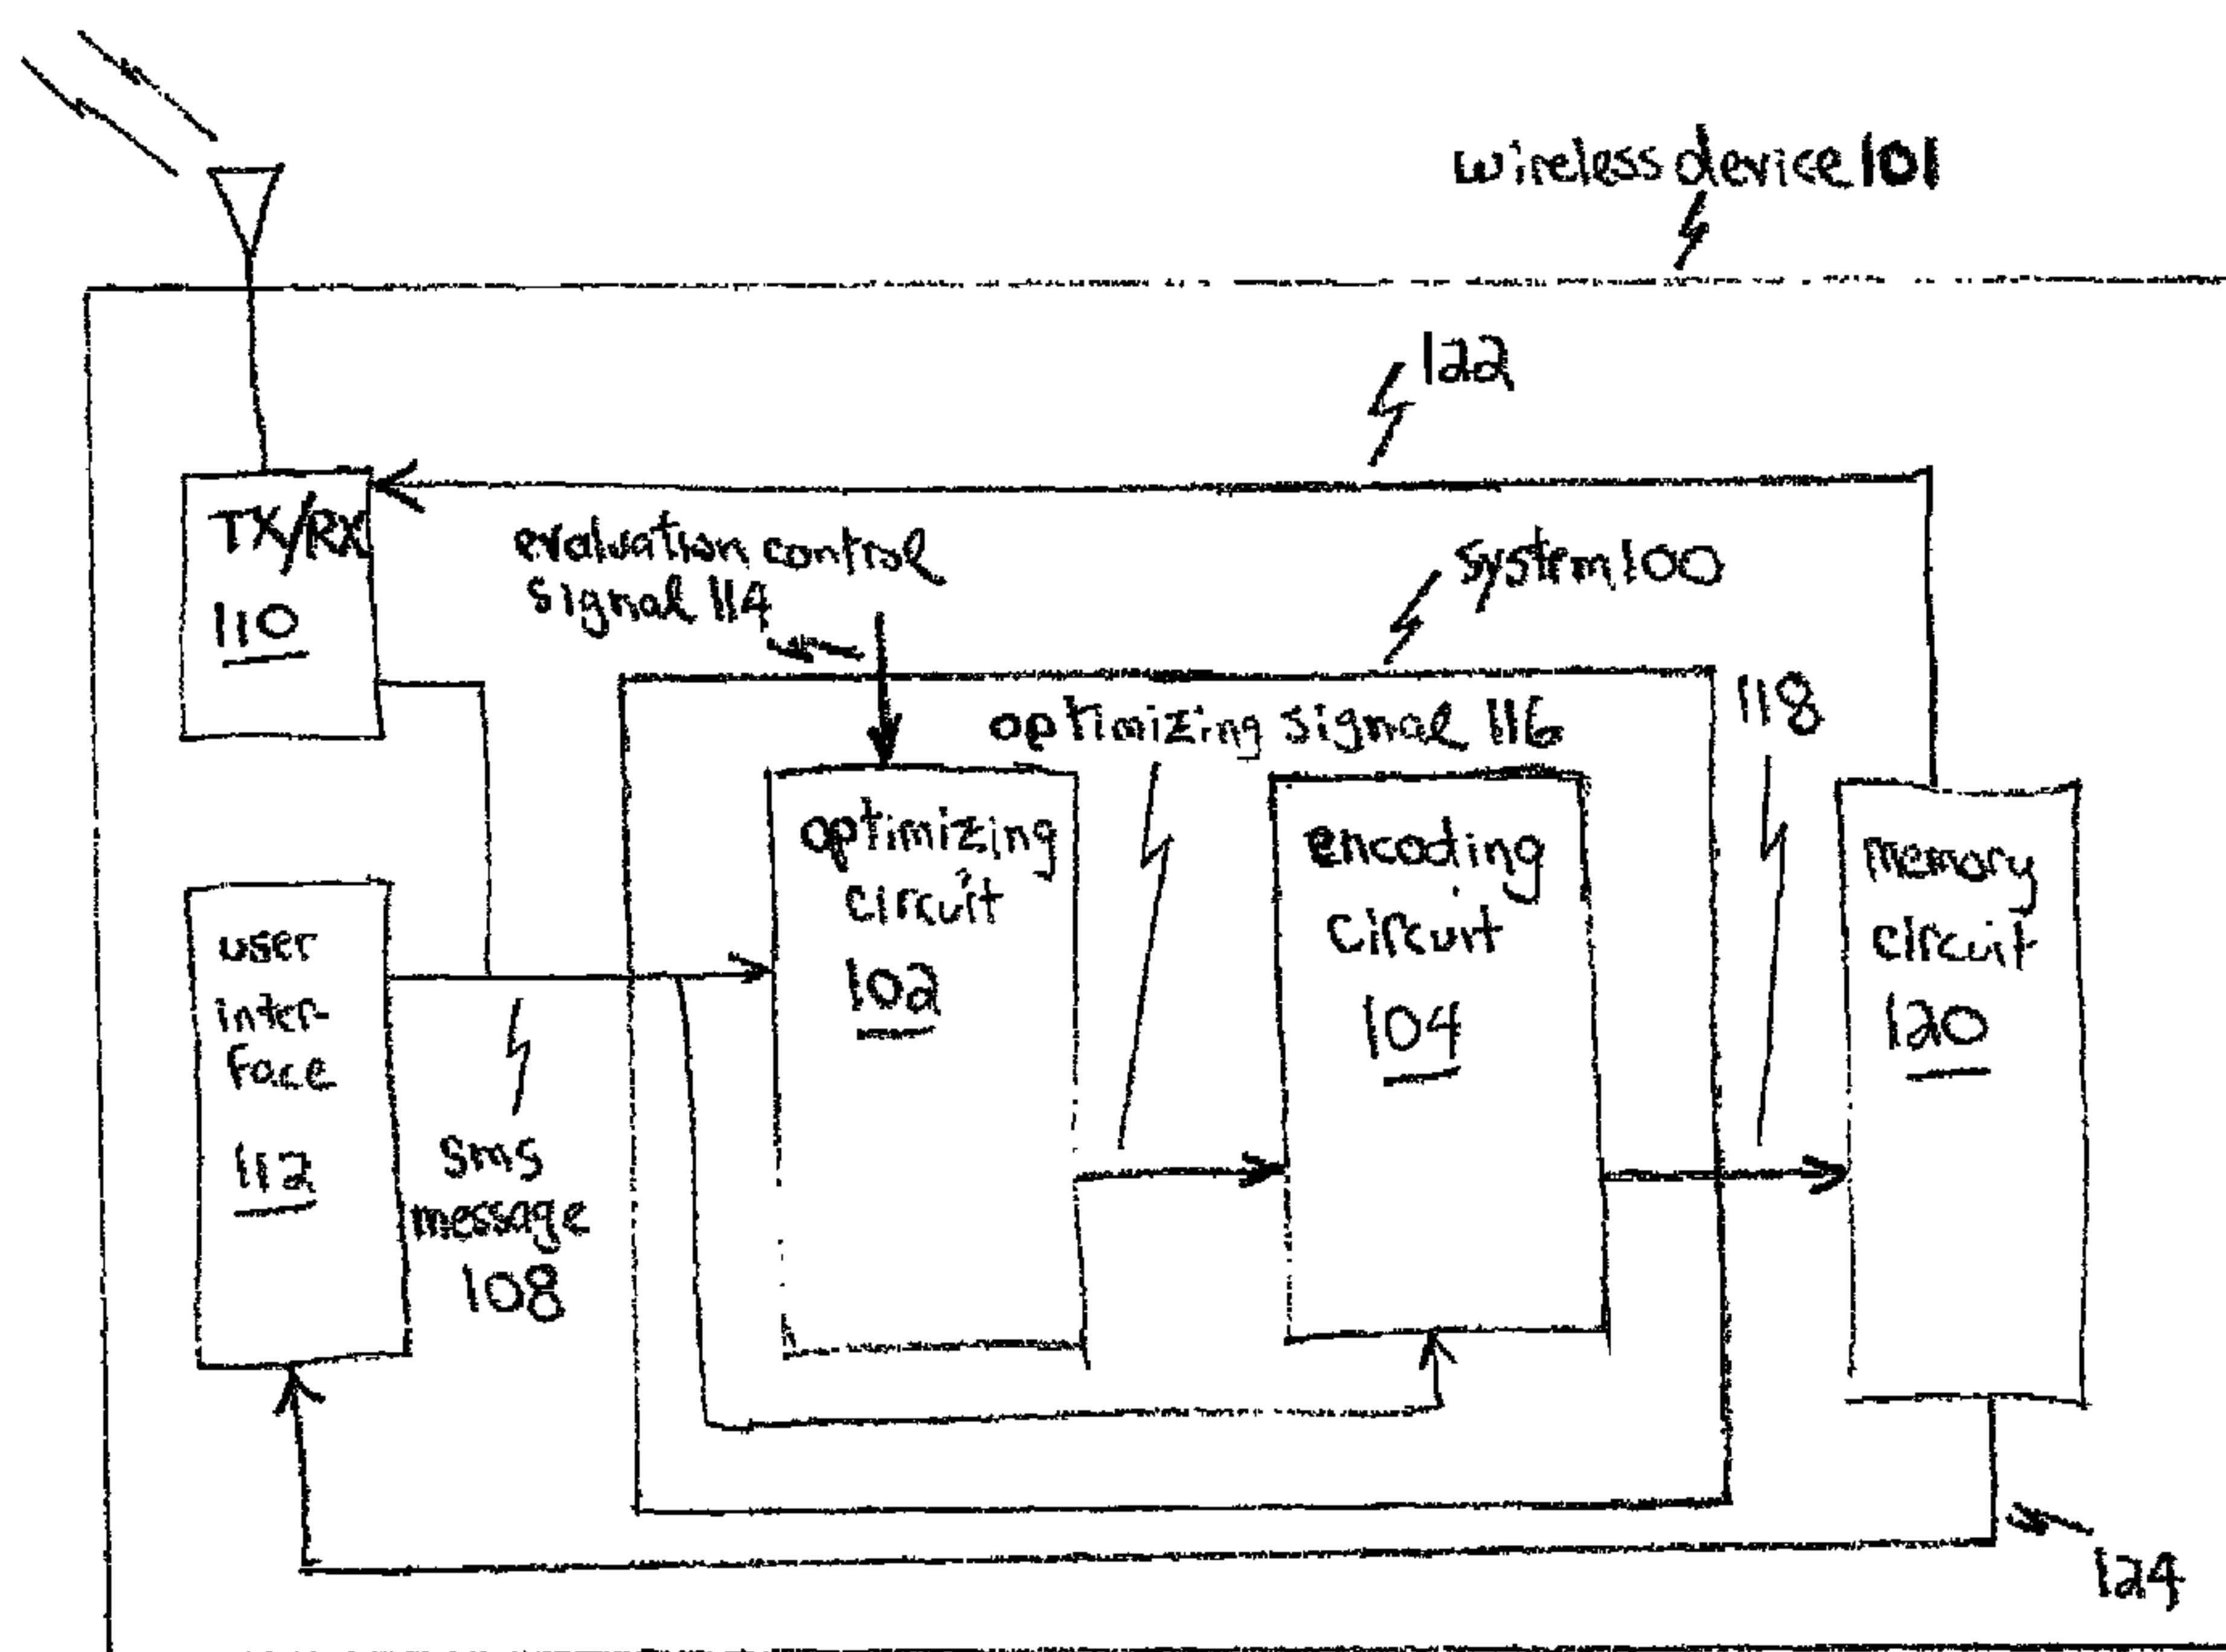 wireless device 101
122
TX/RX
110
evaluation control
signal 114
system 100
optimizing signal 116
118
optimizing
circuit
102
encoding
circuit
104
memory
circuit
120
user
inter-
face
112
sms
message
108
124